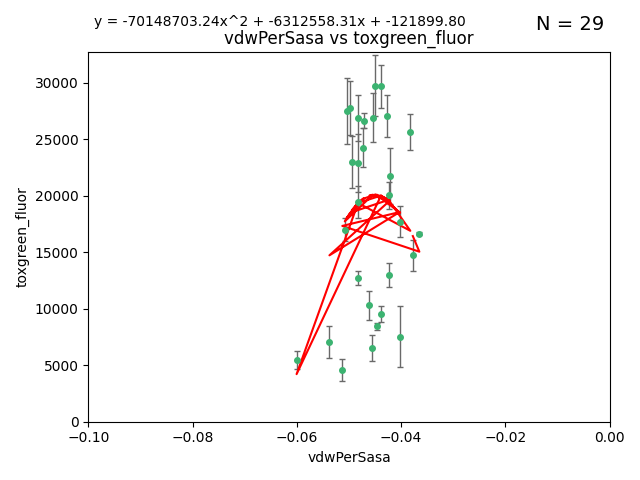 y = -70148703.24x^2 + -6312558.31x + -121899.80
N = 29
vdwPerSasa vs toxgreen_fluor
toxgreen_fluor
30000
25000
20000
15000
10000
5000
0
−0.10
−0.08
−0.06
−0.04
−0.02
0.00
vdwPerSasa